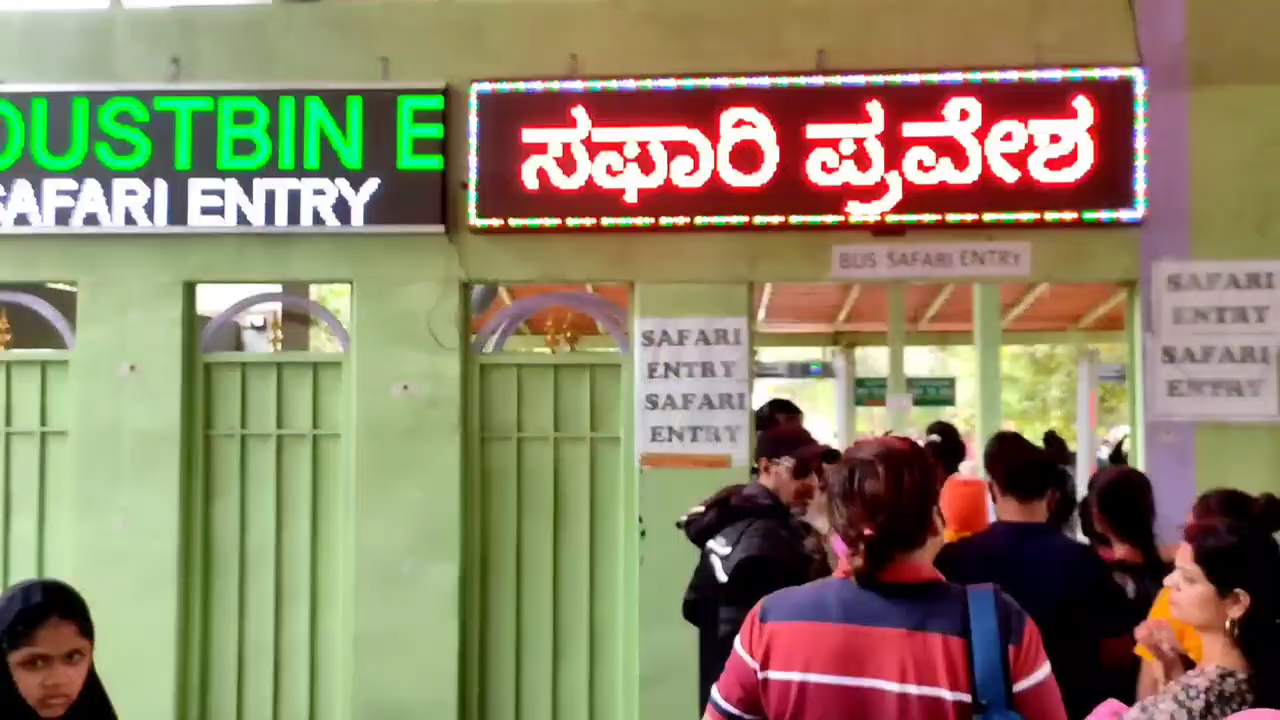 DUSTBIN E
SAFARI ENTRY
ಸಫಾರಿ ಪ್ರವೇಶ
BUS SAFARI ENTRY
SAFARI
ENTRY
SAFARI
ENTRY
SAFARI
ENTRY
SAFARI
ENTRY